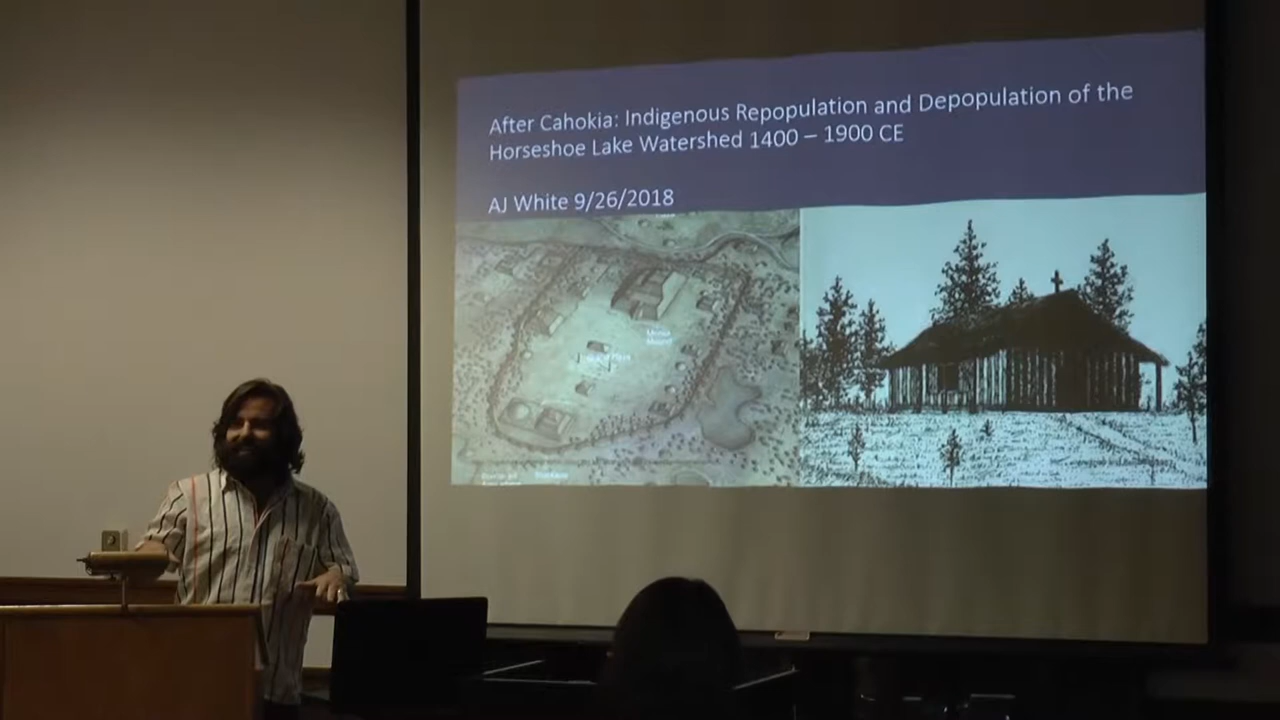 After Cahokia: Indigenous Repopulation and Depopulation of the
Horseshoe Lake Watershed 1400 – 1900 CE
AJ White 9/26/2018